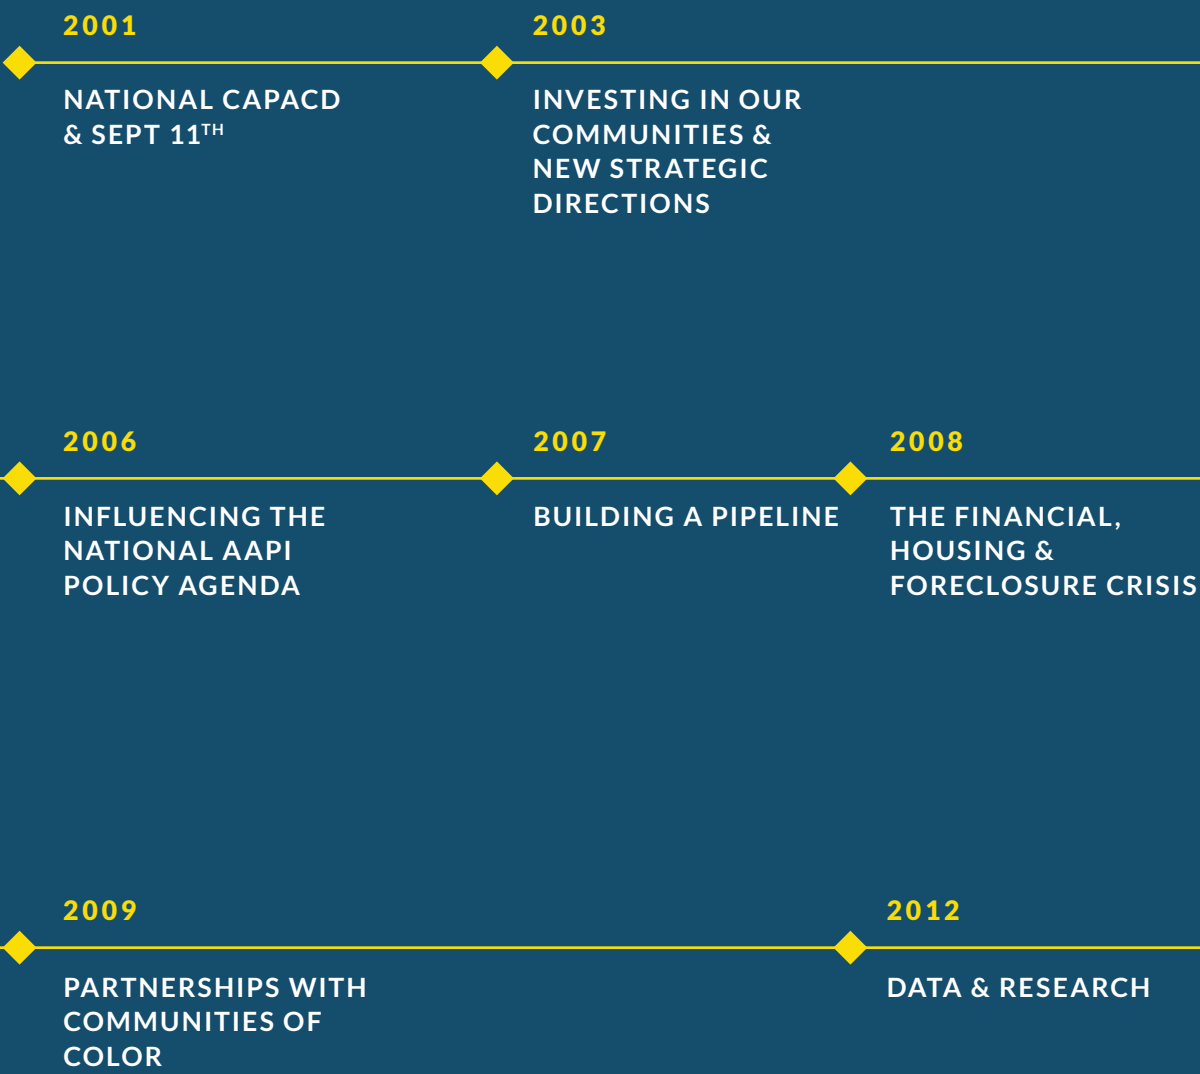 2001
NATIONAL CAPACD
& SEPT 11TH
2003
INVESTING IN OUR
COMMUNITIES &
NEW STRATEGIC
DIRECTIONS
2006
INFLUENCING THE
NATIONAL AAPI
POLICY AGENDA
2007
BUILDING A PIPELINE
2008
THE FINANCIAL,
HOUSING &
FORECLOSURE CRISIS
2009
PARTNERSHIPS WITH
COMMUNITIES OF
COLOR
2012
DATA & RESEARCH